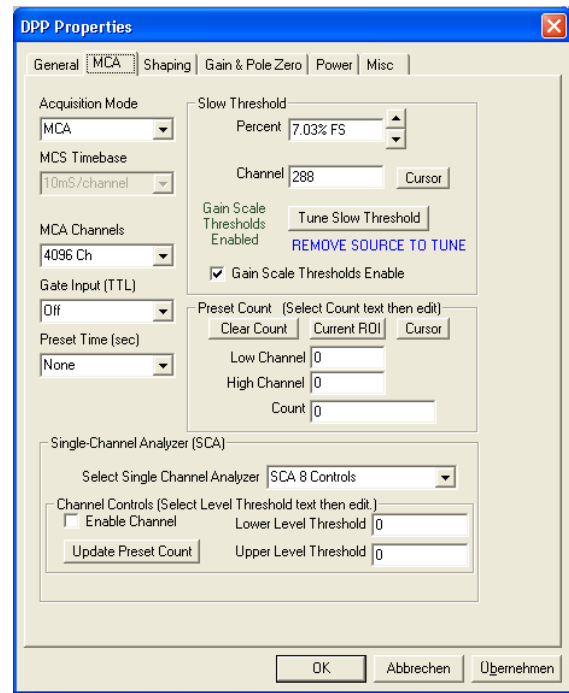 DPP Properties
General MCA Shaping Gain & Pole Zero Power Misc
Acquisition Mode
MCA
MCS Timebase
10mS/channel
MCA Channels
4096 Ch
Gate Input (TTL)
Off
Preset Time (sec)
None
Slow Threshold
Percent 7.03% FS
Channel 288 Cursor
Gain Scale
Thresholds
Enabled
Tune Slow Threshold
REMOVE SOURCE TO TUNE
Gain Scale Thresholds Enable
Preset Count (Select Count text then edit)
Clear Count Current ROI Cursor
Low Channel 0
High Channel 0
Count 0
Single-Channel Analyzer (SCA)
Select Single Channel Analyzer SCA 8 Controls
Channel Controls (Select Level Threshold text then edit.)
Enable Channel Lower Level Threshold 0
Update Preset Count Upper Level Threshold 0
OK Abbrechen Übernehmen